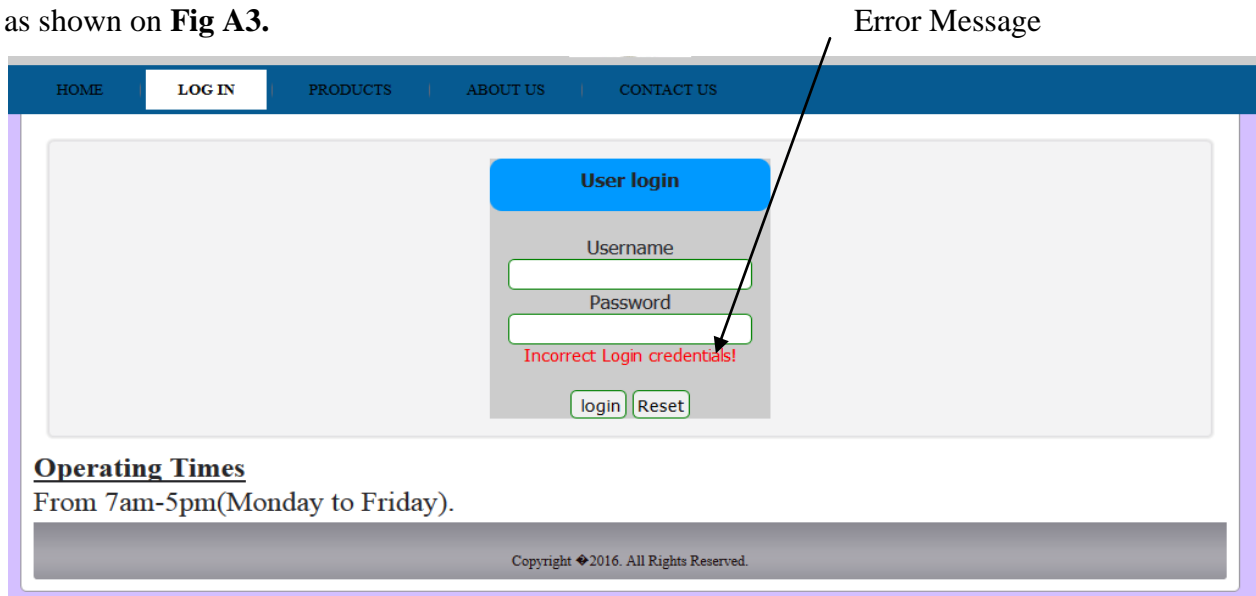 as shown on Fig A3.
Error Message
HOME LOG IN PRODUCTS ABOUT US CONTACT US
User login
Username
Password
Incorrect Login credentials!
login Reset
Operating Times
From 7am-5pm(Monday to Friday).
Copyright �2016. All Rights Reserved.